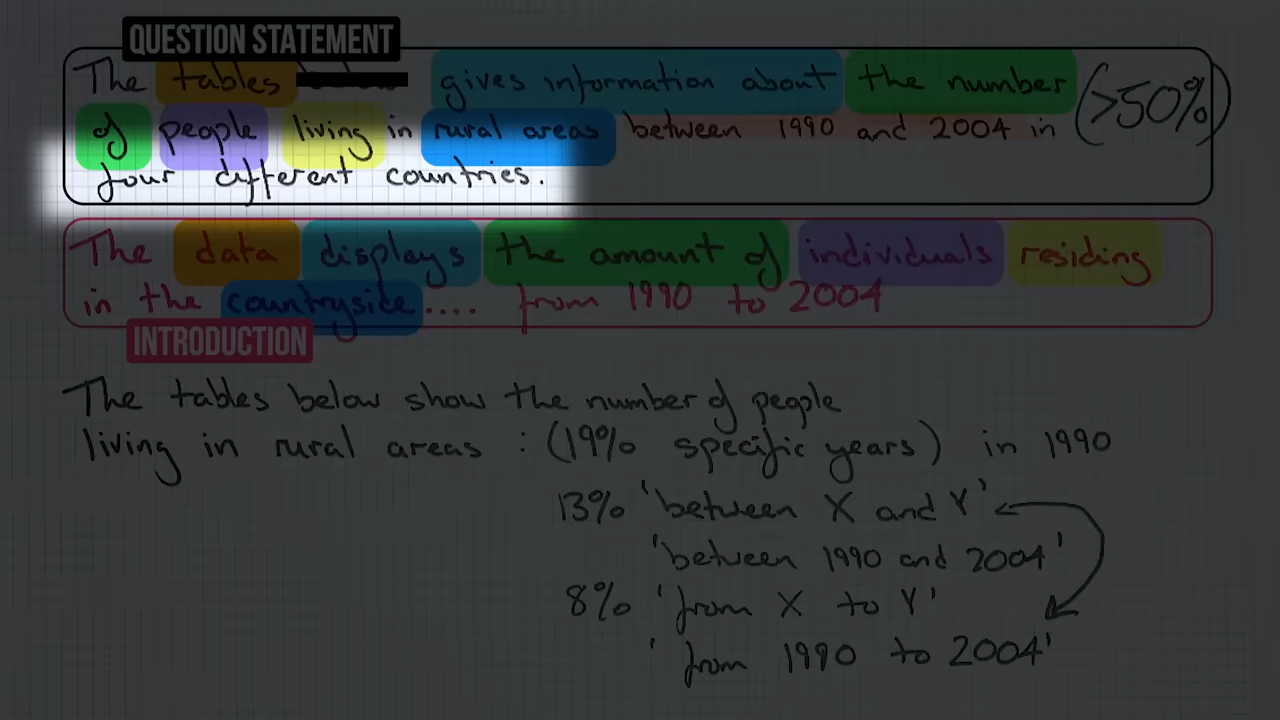 QUESTION STATEMENT
The tables gives information about the number
of people living in rural areas between 1990 and 2004 in (>50%)
four different countries.
The data displays the amount of individuals residing
in the countryside.... from 1990 to 2004
INTRODUCTION
The tables below show the number of people
living in rural areas : (19% specific years) in 1990
13% 'between X and Y'
'between 1990 and 2004'
8% 'from X to Y'
'from 1990 to 2004'